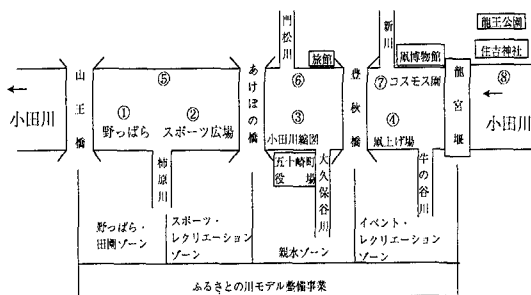 龍王公園
住吉神社
門松川
新川
旅館
凧博物館
山王橋
⑤
あけぼの橋
⑥
豊秋橋
⑦コスモス園
龍宮堰
⑧
小田川
①
野っぱら
②
スポーツ広場
③
小田川縮図
④
凧上げ場
小田川
柿原川
五十崎町
役場
大久保谷川
牛の谷川
野っぱら・
田園ゾーン
スポーツ・
レクリエーション
ゾーン
親水ゾーン
イベント・
レクリエーション
ゾーン
ふるさとの川モデル整備事業